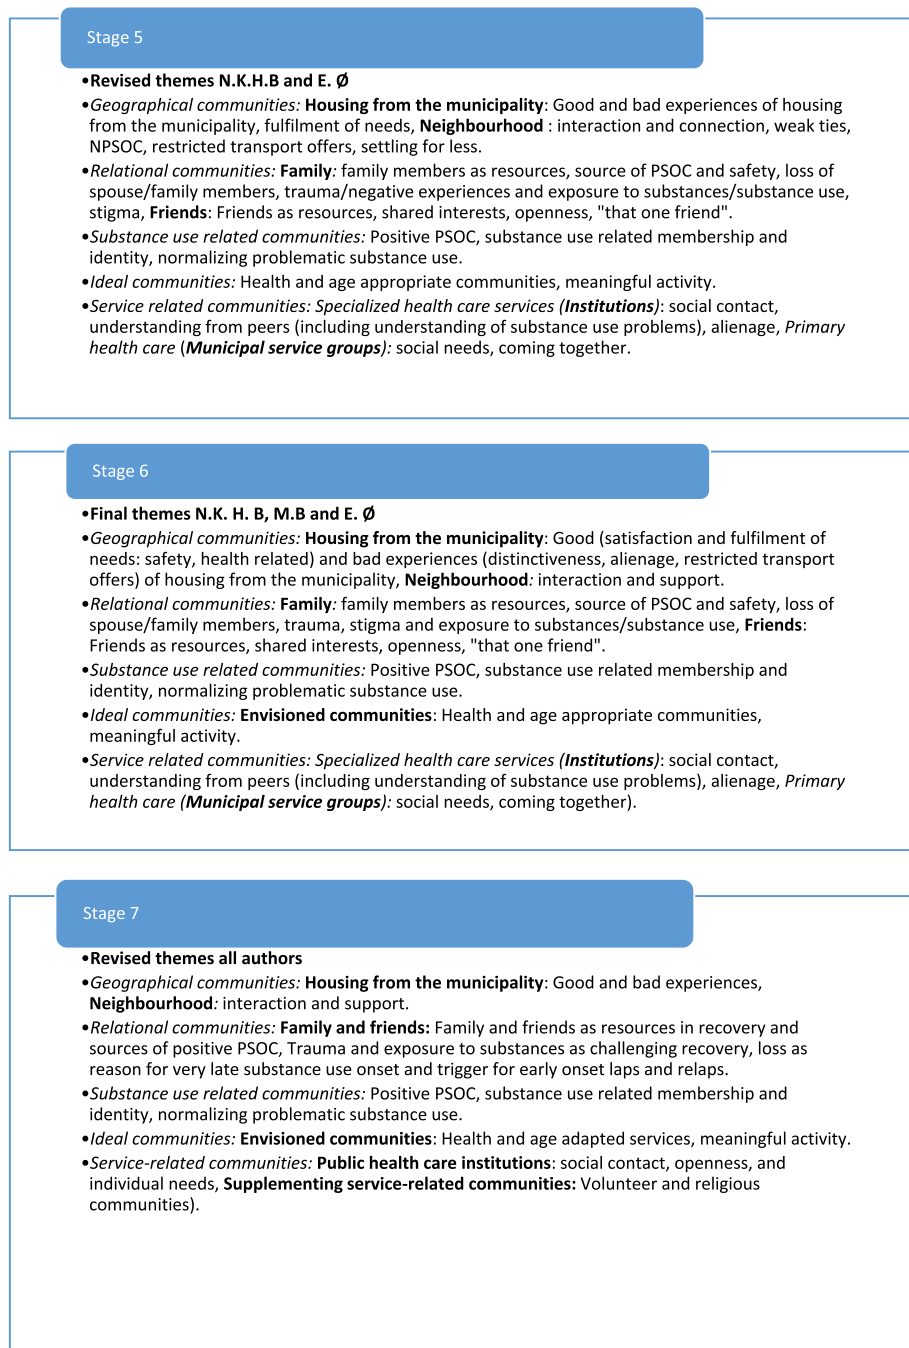 Stage 5
•Revised themes N.K.H.B and E. Ø
•Geographical communities: Housing from the municipality: Good and bad experiences of housing
from the municipality, fulfilment of needs, Neighbourhood : interaction and connection, weak ties,
NPSOC, restricted transport offers, settling for less.
•Relational communities: Family: family members as resources, source of PSOC and safety, loss of
spouse/family members, trauma/negative experiences and exposure to substances/substance use,
stigma, Friends: Friends as resources, shared interests, openness, "that one friend".
•Substance use related communities: Positive PSOC, substance use related membership and
identity, normalizing problematic substance use.
•Ideal communities: Health and age appropriate communities, meaningful activity.
•Service related communities: Specialized health care services (Institutions): social contact,
understanding from peers (including understanding of substance use problems), alienage, Primary
health care (Municipal service groups): social needs, coming together.
Stage 6
•Final themes N.K. H. B, M.B and E. Ø
•Geographical communities: Housing from the municipality: Good (satisfaction and fulfilment of
needs: safety, health related) and bad experiences (distinctiveness, alienage, restricted transport
offers) of housing from the municipality, Neighbourhood: interaction and support.
•Relational communities: Family: family members as resources, source of PSOC and safety, loss of
spouse/family members, trauma, stigma and exposure to substances/substance use, Friends:
Friends as resources, shared interests, openness, "that one friend".
•Substance use related communities: Positive PSOC, substance use related membership and
identity, normalizing problematic substance use.
•Ideal communities: Envisioned communities: Health and age appropriate communities,
meaningful activity.
•Service related communities: Specialized health care services (Institutions): social contact,
understanding from peers (including understanding of substance use problems), alienage, Primary
health care (Municipal service groups): social needs, coming together).
Stage 7
•Revised themes all authors
•Geographical communities: Housing from the municipality: Good and bad experiences,
Neighbourhood: interaction and support.
•Relational communities: Family and friends: Family and friends as resources in recovery and
sources of positive PSOC, Trauma and exposure to substances as challenging recovery, loss as
reason for very late substance use onset and trigger for early onset laps and relaps.
•Substance use related communities: Positive PSOC, substance use related membership and
identity, normalizing problematic substance use.
•Ideal communities: Envisioned communities: Health and age adapted services, meaningful activity.
•Service-related communities: Public health care institutions: social contact, openness, and
individual needs, Supplementing service-related communities: Volunteer and religious
communities).